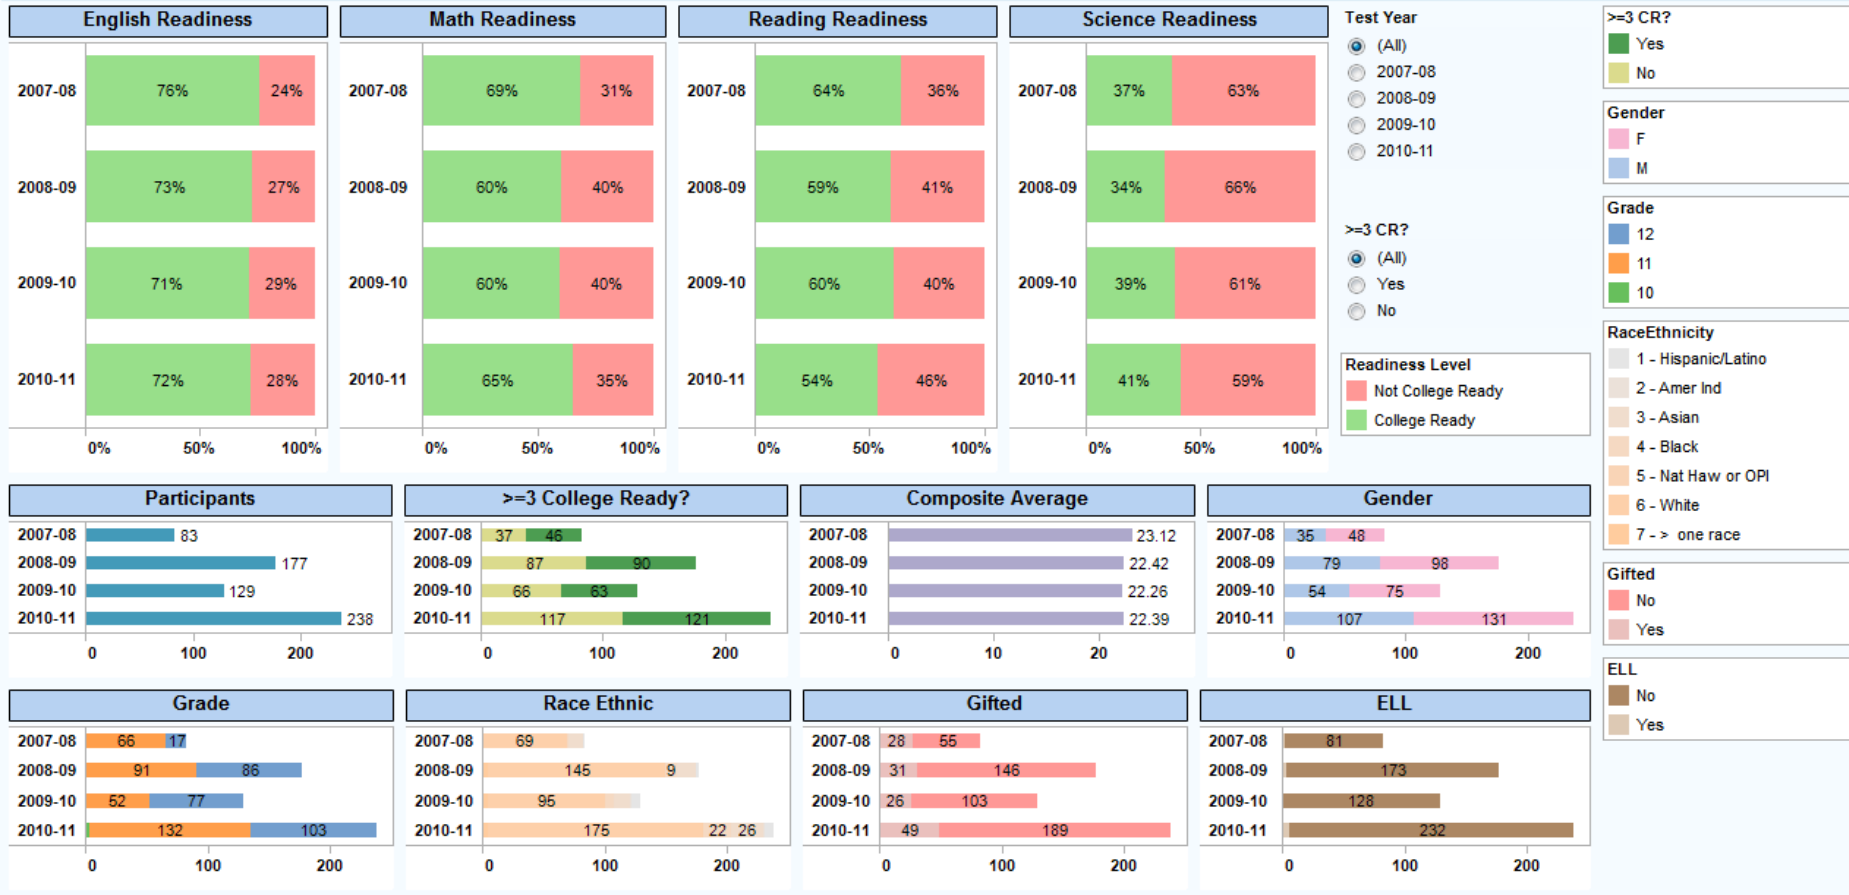 English Readiness
2007-08 76% 24%
2008-09 73% 27%
2009-10 71% 29%
2010-11 72% 28%
0% 50% 100%
Math Readiness
2007-08 69% 31%
2008-09 60% 40%
2009-10 60% 40%
2010-11 65% 35%
0% 50% 100%
Reading Readiness
2007-08 64% 36%
2008-09 59% 41%
2009-10 60% 40%
2010-11 54% 46%
0% 50% 100%
Science Readiness
2007-08 37% 63%
2008-09 34% 66%
2009-10 39% 61%
2010-11 41% 59%
0% 50% 100%
Test Year
(All)
2007-08
2008-09
2009-10
2010-11
>=3 CR?
(All)
Yes
No
Readiness Level
Not College Ready
College Ready
>=3 CR?
Yes
No
Gender
F
M
Grade
12
11
10
RaceEthnicity
1 - Hispanic/Latino
2 - Amer Ind
3 - Asian
4 - Black
5 - Nat Haw or OPI
6 - White
7 - > one race
Gifted
No
Yes
ELL
No
Yes
Participants
2007-08 83
2008-09 177
2009-10 129
2010-11 238
0 100 200
>=3 College Ready?
2007-08 37 46
2008-09 87 90
2009-10 66 63
2010-11 117 121
0 100 200
Composite Average
2007-08 23.12
2008-09 22.42
2009-10 22.26
2010-11 22.39
0 10 20
Gender
2007-08 35 48
2008-09 79 98
2009-10 54 75
2010-11 107 131
0 100 200
Grade
2007-08 66 17
2008-09 91 86
2009-10 52 77
2010-11 132 103
0 100 200
Race Ethnic
2007-08 69
2008-09 145 9
2009-10 95
2010-11 175 22 26
0 100 200
Gifted
2007-08 28 55
2008-09 31 146
2009-10 26 103
2010-11 49 189
0 100 200
ELL
2007-08 81
2008-09 173
2009-10 128
2010-11 232
0 100 200